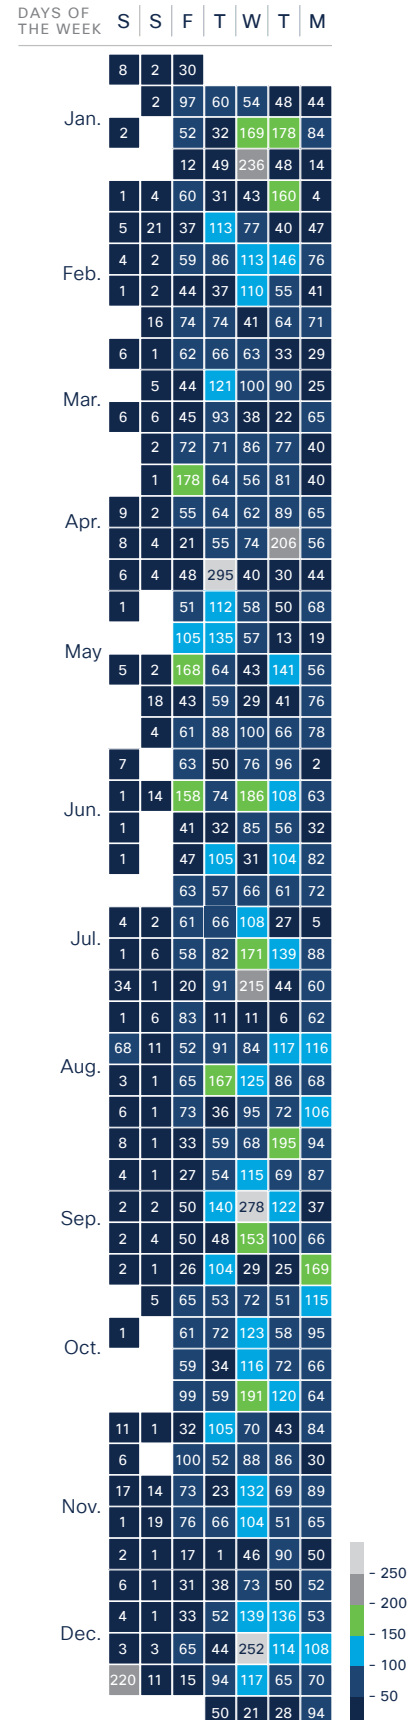 DAYS OF
THE WEEK S S F T W T M
8 2 30
2 97 60 54 48 44
Jan.
2 52 32 169 178 84
12 49 236 48 14
1 4 60 31 43 160 4
5 21 37 113 77 40 47
Feb.
4 2 59 86 113 146 76
1 2 44 37 110 55 41
16 74 74 41 64 71
6 1 62 66 63 33 29
5 44 121 100 90 25
Mar.
6 6 45 93 38 22 65
2 72 71 86 77 40
1 178 64 56 81 40
9 2 55 64 62 89 65
Apr.
8 4 21 55 74 206 56
6 4 48 295 40 30 44
1 51 112 58 50 68
105 135 57 13 19
May
5 2 168 64 43 141 56
18 43 59 29 41 76
4 61 88 100 66 78
7 63 50 76 96 2
1 14 158 74 186 108 63
Jun.
1 41 32 85 56 32
1 47 105 31 104 82
63 57 66 61 72
4 2 61 66 108 27 5
Jul.
1 6 58 82 171 139 88
34 1 20 91 215 44 60
1 6 83 11 11 6 62
68 11 52 91 84 117 116
Aug.
3 1 65 167 125 86 68
6 1 73 36 95 72 106
8 1 33 59 68 195 94
4 1 27 54 115 69 87
2 2 50 140 278 122 37
Sep.
2 4 50 48 153 100 66
2 1 26 104 29 25 169
5 65 53 72 51 115
1 61 72 123 58 95
Oct.
59 34 116 72 66
99 59 191 120 64
11 1 32 105 70 43 84
6 100 52 88 86 30
17 14 73 23 132 69 89
Nov.
1 19 76 66 104 51 65
2 1 17 1 46 90 50
6 1 31 38 73 50 52
4 1 33 52 139 136 53
Dec.
3 3 65 44 252 114 108
220 11 15 94 117 65 70
50 21 28 94
- 250
- 200
- 150
- 100
- 50